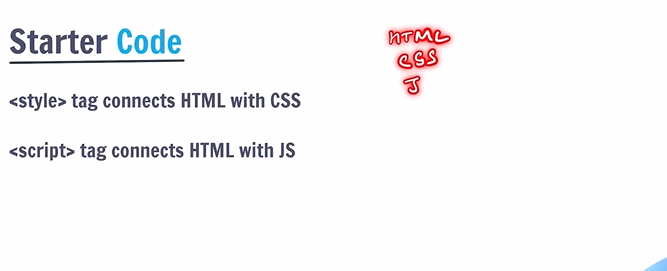 Starter Code
HTML
CSS
J
<style> tag connects HTML with CSS
<script> tag connects HTML with JS